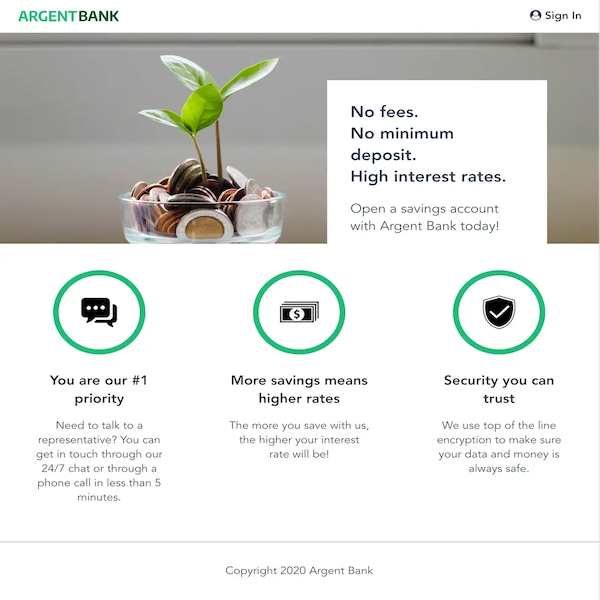 ARGENTBANK
Sign In
No fees.
No minimum
deposit.
High interest rates.
Open a savings account
with Argent Bank today!
$
You are our #1
priority
Need to talk to a
representative? You can
get in touch through our
24/7 chat or through a
phone call in less than 5
minutes.
More savings means
higher rates
The more you save with us,
the higher your interest
rate will be!
Security you can
trust
We use top of the line
encryption to make sure
your data and money is
always safe.
Copyright 2020 Argent Bank